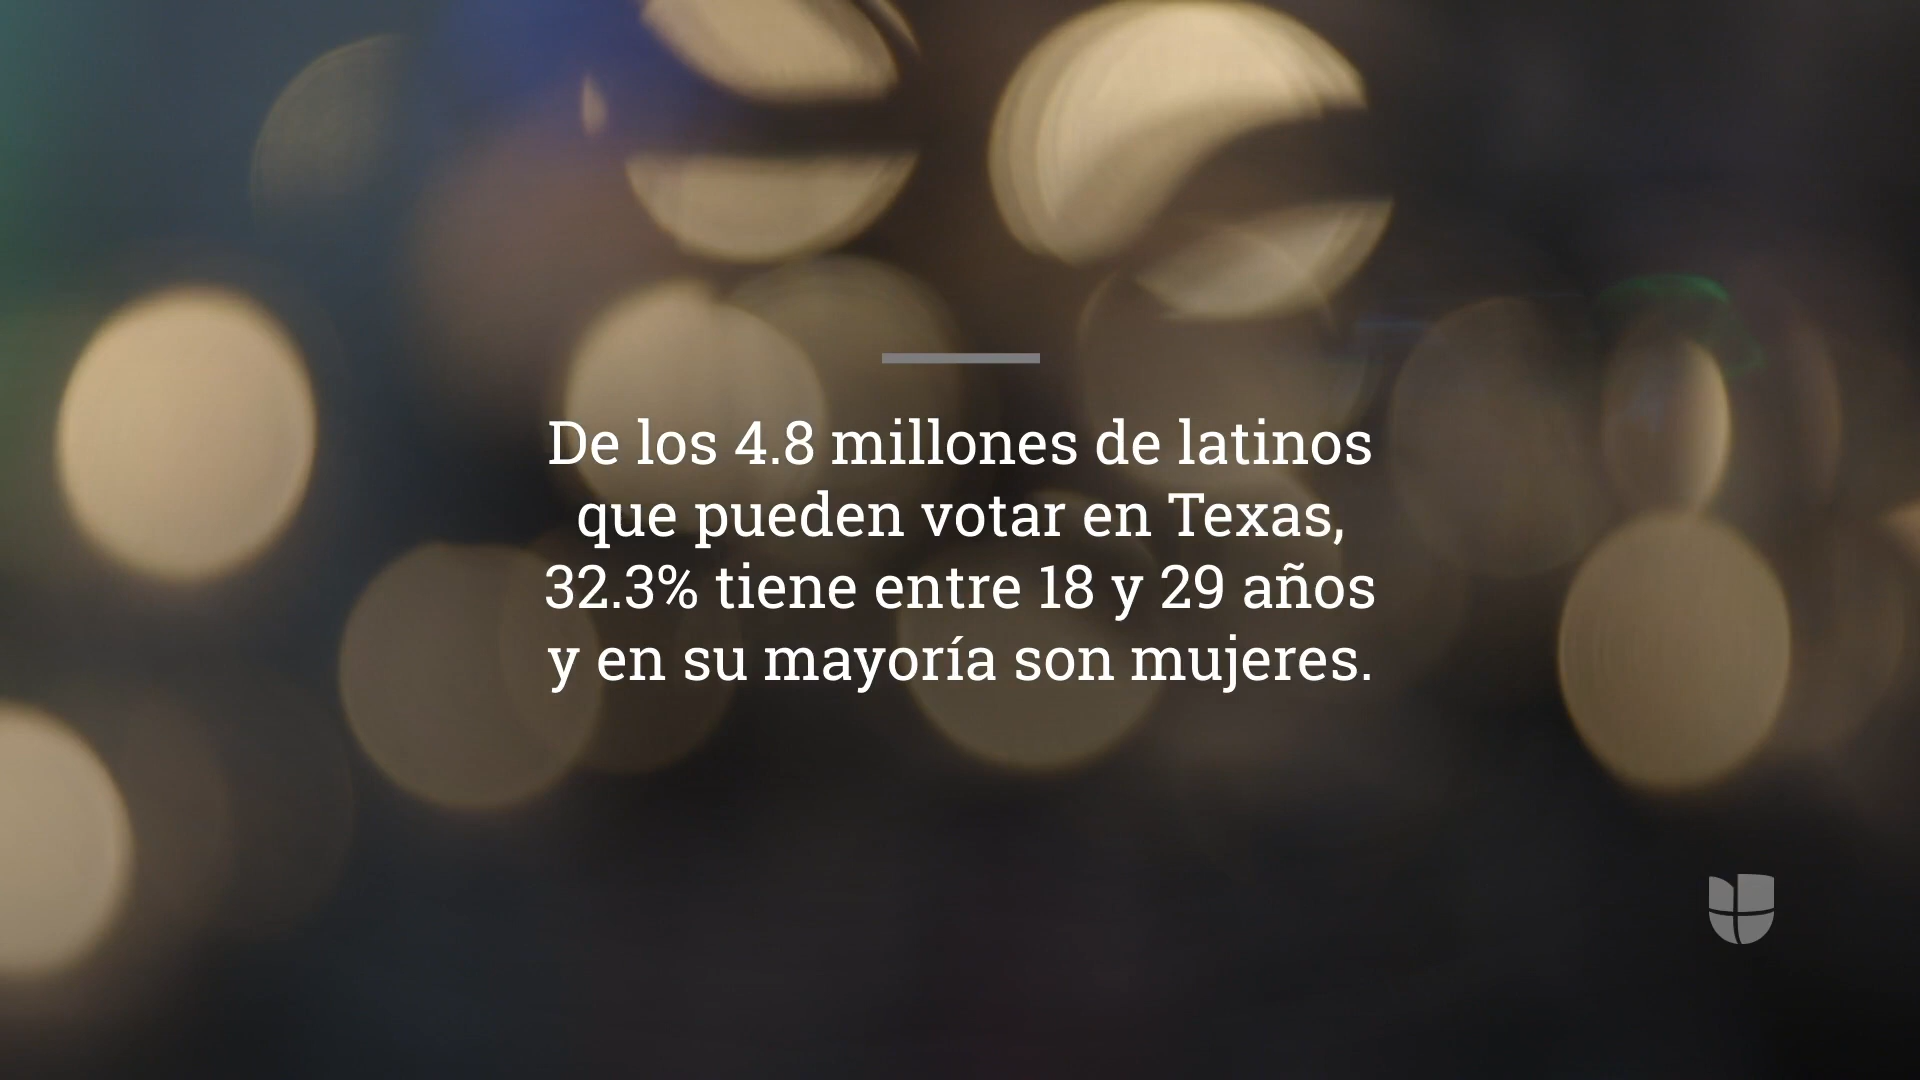 De los 4.8 millones de latinos
que pueden votar en Texas,
32.3% tiene entre 18 y 29 años
y en su mayoría son mujeres.